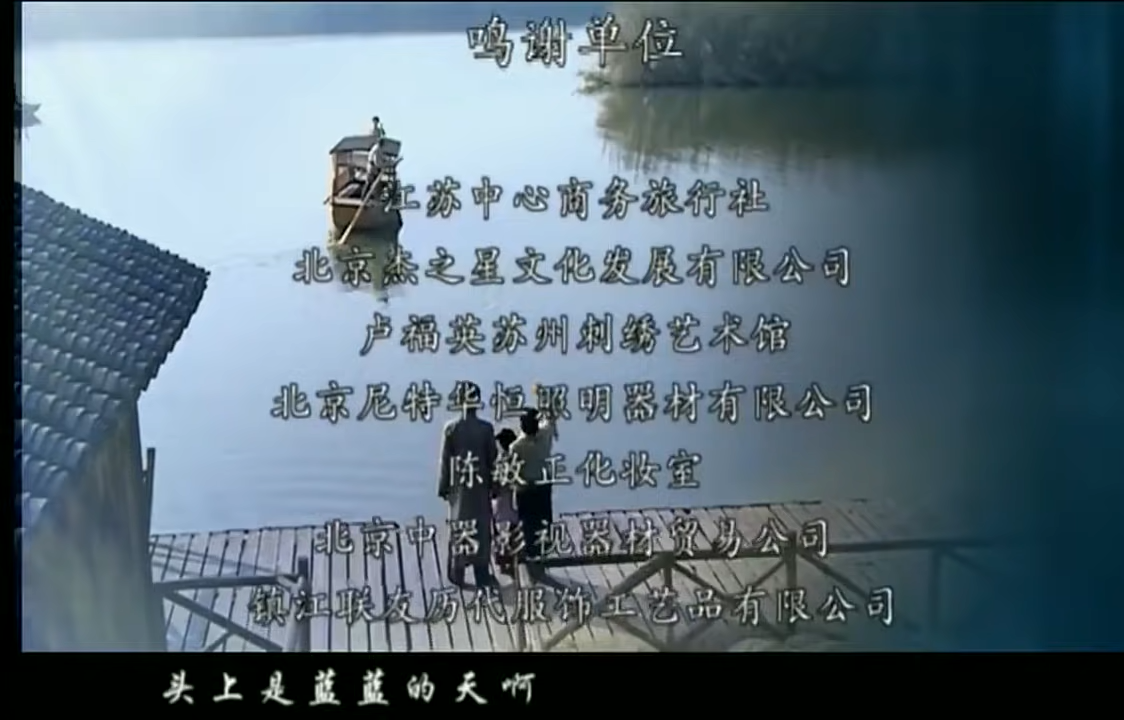 鸣谢单位
江苏中心商务旅行社
北京杰之星文化发展有限公司
卢福英苏州刺绣艺术馆
北京尼特华恒照明器材有限公司
陈敏正化妆室
北京中器影视器材贸易公司
镇江联友历代服饰工艺品有限公司
头上是蓝蓝的天啊